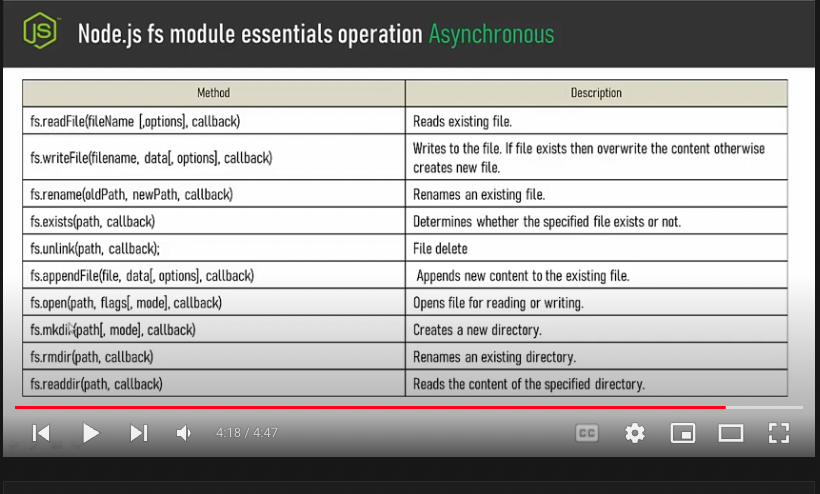 JS
Node.js fs module essentials operation Asynchronous
Method Description
fs.readFile(fileName [,options], callback) Reads existing file.
fs.writeFile(filename, data[, options], callback) Writes to the file. If file exists then overwrite the content otherwise
creates new file.
fs.rename(oldPath, newPath, callback) Renames an existing file.
fs.exists(path, callback) Determines whether the specified file exists or not.
fs.unlink(path, callback); File delete
fs.appendFile(file, data[, options], callback) Appends new content to the existing file.
fs.open(path, flags[, mode], callback) Opens file for reading or writing.
fs.mkdir(path[, mode], callback) Creates a new directory.
fs.rmdir(path, callback) Renames an existing directory.
fs.readdir(path, callback) Reads the content of the specified directory.
4:18 / 4:47 CC